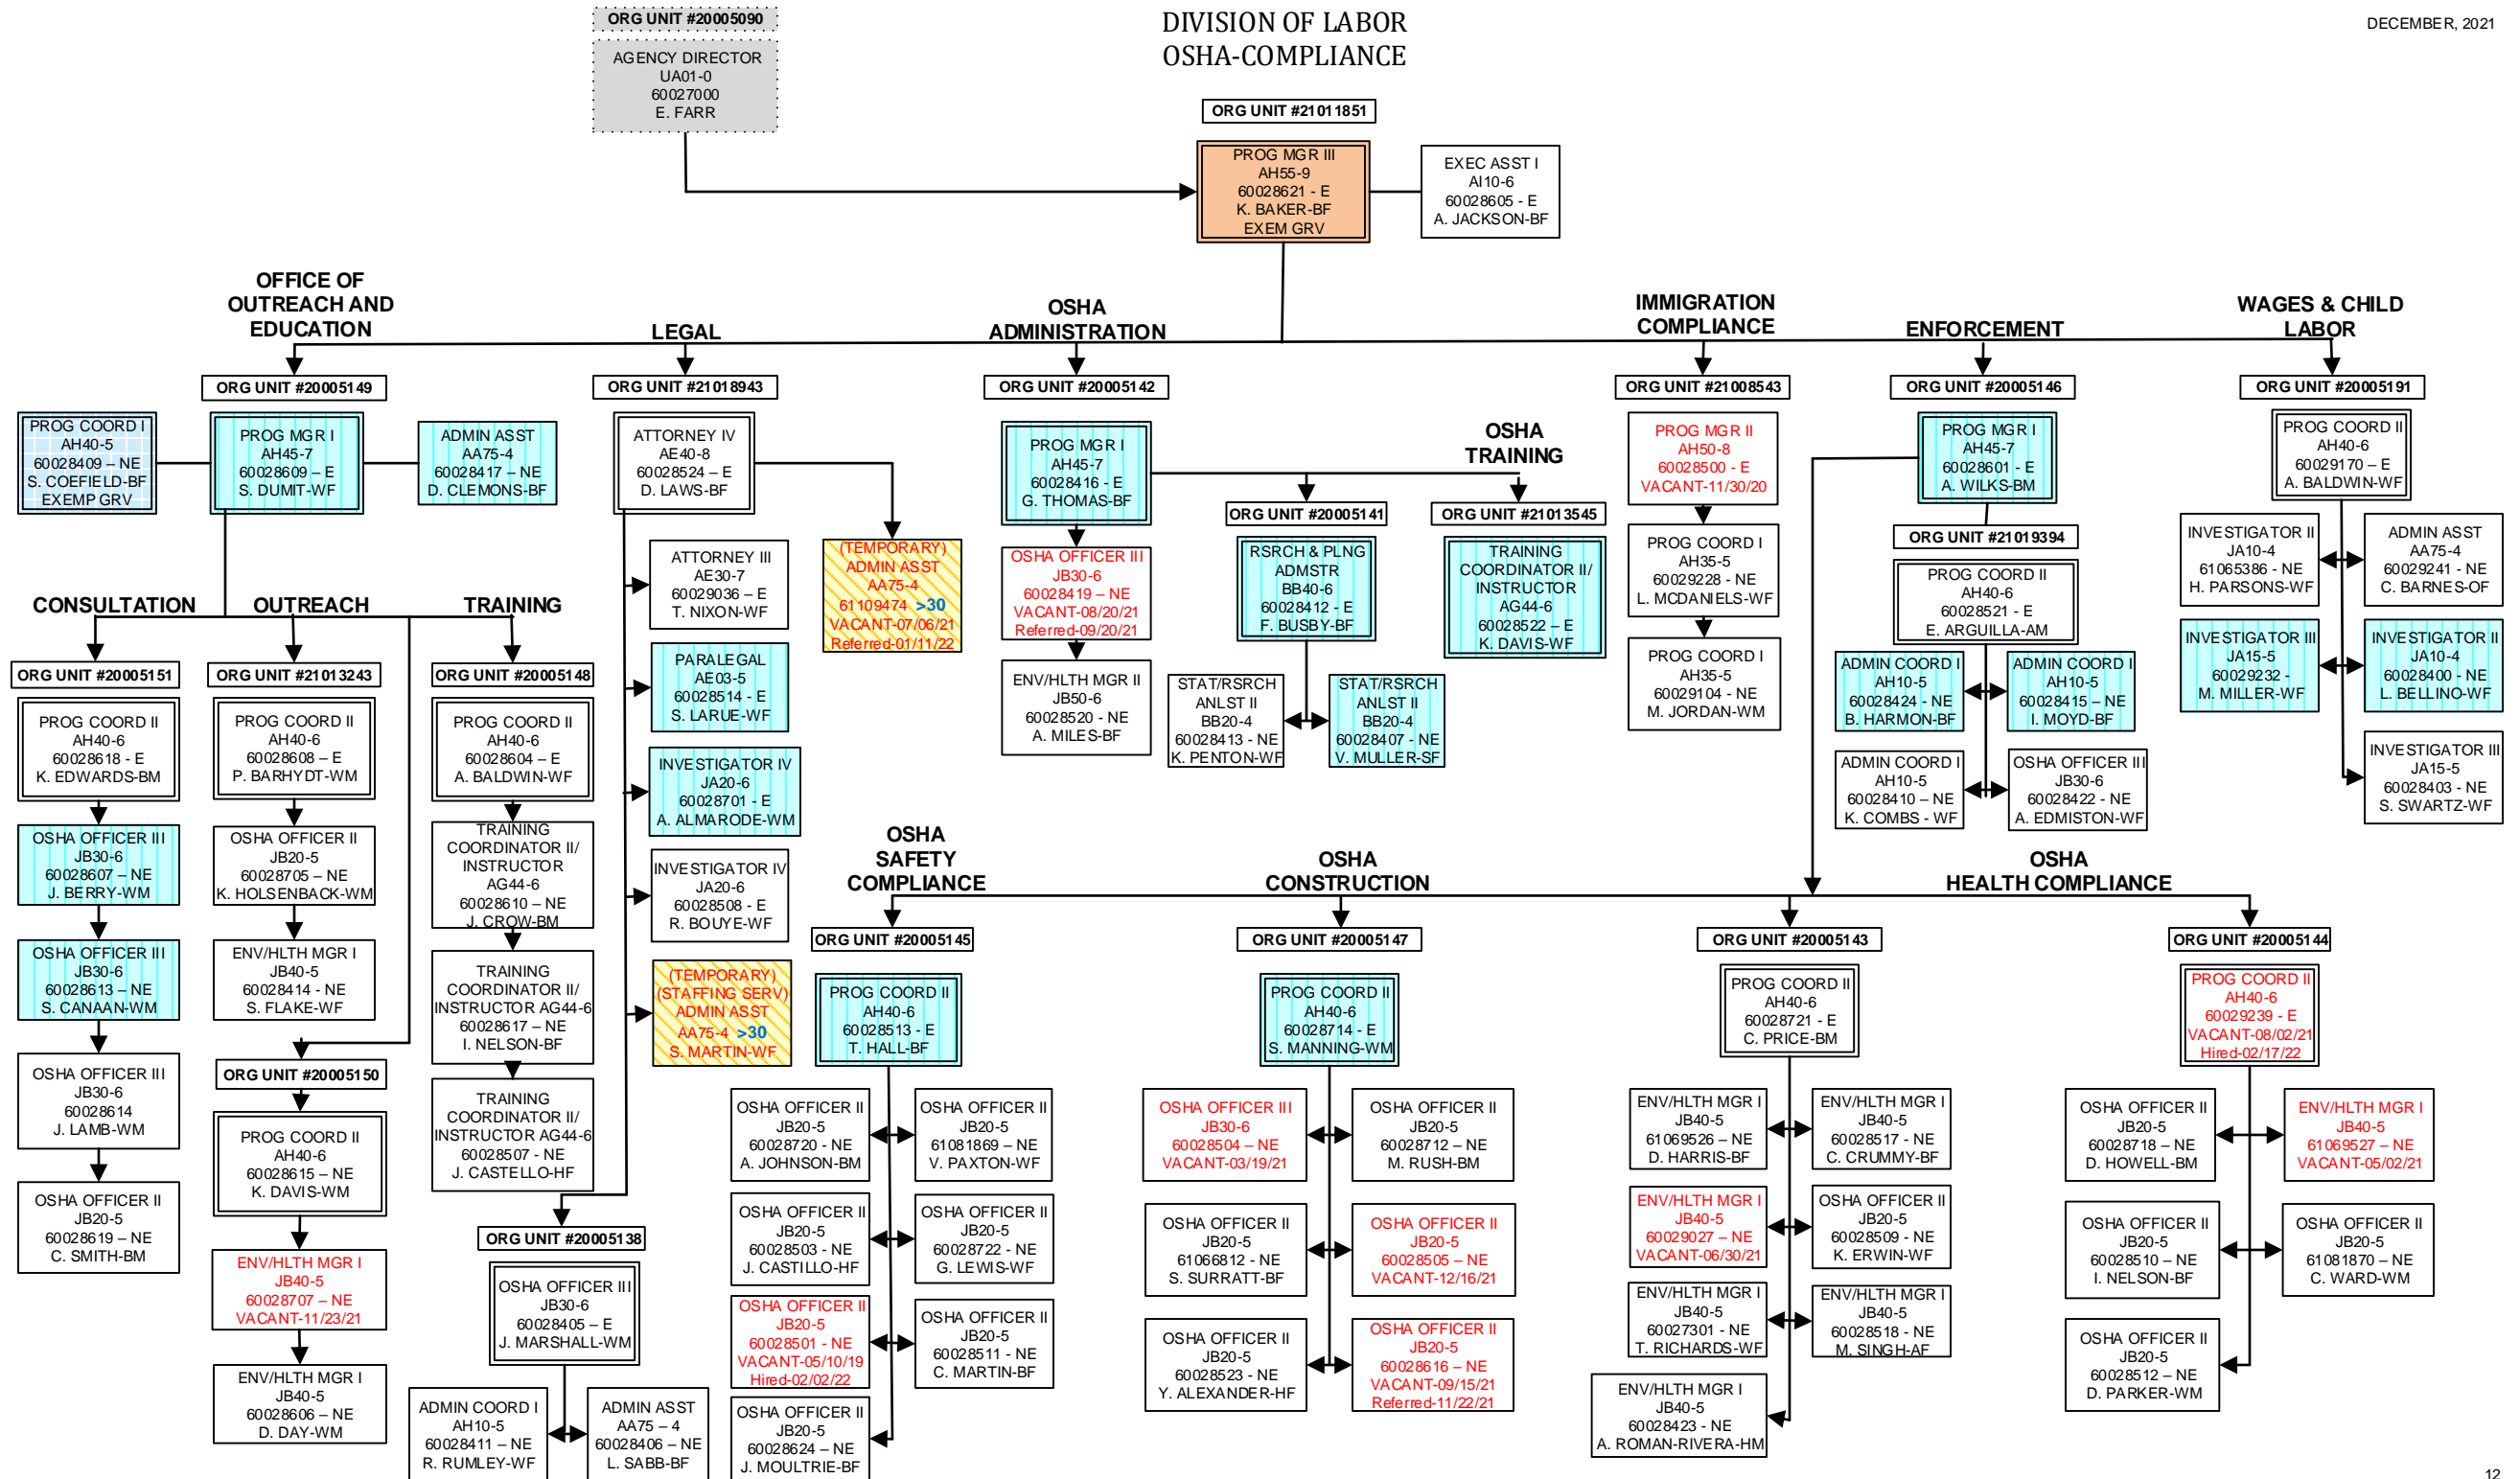 ORG UNIT #20005090
AGENCY DIRECTOR
UA01-0
60027000
E. FARR
DIVISION OF LABOR
OSHA-COMPLIANCE
DECEMBER, 2021
ORG UNIT #21011851
PROG MGR III
AH55-9
60028621 - E
K. BAKER-BF
EXEM GRV
EXEC ASST I
AI10-6
60028605 - E
A. JACKSON-BF
OFFICE OF
OUTREACH AND
EDUCATION
LEGAL
OSHA
ADMINISTRATION
IMMIGRATION
COMPLIANCE
ENFORCEMENT
WAGES & CHILD
LABOR
ORG UNIT #20005149
PROG COORD I
AH40-5
60028409 – NE
S. COEFIELD-BF
EXEMP GRV
PROG MGR I
AH45-7
60028609 – E
S. DUMIT-WF
ADMIN ASST
AA75-4
60028417 – NE
D. CLEMONS-BF
CONSULTATION
OUTREACH
TRAINING
ORG UNIT #20005151
PROG COORD II
AH40-6
60028618 - E
K. EDWARDS-BM
OSHA OFFICER III
JB30-6
60028607 – NE
J. BERRY-WM
OSHA OFFICER III
JB30-6
60028613 – NE
S. CANAAN-WM
OSHA OFFICER III
JB30-6
60028614
J. LAMB-WM
OSHA OFFICER II
JB20-5
60028619 – NE
C. SMITH-BM
ORG UNIT #21013243
PROG COORD II
AH40-6
60028608 – E
P. BARHYDT-WM
OSHA OFFICER II
JB20-5
60028705 – NE
K. HOLSENBACK-WM
ENV/HLTH MGR I
JB40-5
60028414 - NE
S. FLAKE-WF
ORG UNIT #20005150
PROG COORD II
AH40-6
60028615 – NE
K. DAVIS-WM
ENV/HLTH MGR I
JB40-5
60028707 – NE
VACANT-11/23/21
ENV/HLTH MGR I
JB40-5
60028606 – NE
D. DAY-WM
ORG UNIT #20005148
PROG COORD II
AH40-6
60028604 – E
A. BALDWIN-WF
TRAINING
COORDINATOR II/
INSTRUCTOR
AG44-6
60028610 – NE
J. CROW-BM
TRAINING
COORDINATOR II/
INSTRUCTOR AG44-6
60028617 – NE
I. NELSON-BF
TRAINING
COORDINATOR II/
INSTRUCTOR AG44-6
60028507 - NE
J. CASTELLO-HF
ORG UNIT #21018943
ATTORNEY IV
AE40-8
60028524 – E
D. LAWS-BF
ATTORNEY III
AE30-7
60029036 – E
T. NIXON-WF
PARALEGAL
AE03-5
60028514 - E
S. LARUE-WF
INVESTIGATOR IV
JA20-6
60028701 - E
A. ALMARODE-WM
INVESTIGATOR IV
JA20-6
60028508 - E
R. BOUYE-WF
(TEMPORARY)
(STAFFING SERV)
ADMIN ASST
AA75-4 >30
S. MARTIN-WF
(TEMPORARY)
ADMIN ASST
AA75-4
61109474 >30
VACANT-07/06/21
Referred-01/11/22
ORG UNIT #20005138
OSHA OFFICER III
JB30-6
60028405 – E
J. MARSHALL-WM
ADMIN COORD I
AH10-5
60028411 – NE
R. RUMLEY-WF
ADMIN ASST
AA75 – 4
60028406 – NE
L. SABB-BF
ORG UNIT #20005142
PROG MGR I
AH45-7
60028416 - E
G. THOMAS-BF
OSHA OFFICER III
JB30-6
60028419 – NE
VACANT-08/20/21
Referred-09/20/21
ENV/HLTH MGR II
JB50-6
60028520 - NE
A. MILES-BF
OSHA
TRAINING
ORG UNIT #20005141
RSRCH & PLNG
ADMSTR
BB40-6
60028412 – E
F. BUSBY-BF
STAT/RSRCH
ANLST II
BB20-4
60028413 - NE
K. PENTON-WF
STAT/RSRCH
ANLST II
BB20-4
60028407 - NE
V. MULLER-SF
ORG UNIT #21013545
TRAINING
COORDINATOR II/
INSTRUCTOR
AG44-6
60028522 – E
K. DAVIS-WF
ORG UNIT #21008543
PROG MGR II
AH50-8
60028500 - E
VACANT-11/30/20
PROG COORD I
AH35-5
60029228 - NE
L. MCDANIELS-WF
PROG COORD I
AH35-5
60029104 - NE
M. JORDAN-WM
ORG UNIT #20005146
PROG MGR I
AH45-7
60028601 - E
A. WILKS-BM
ORG UNIT #21019394
PROG COORD II
AH40-6
60028521 - E
E. ARGUILLA-AM
ADMIN COORD I
AH10-5
60028424 - NE
B. HARMON-BF
ADMIN COORD I
AH10-5
60028415 – NE
I. MOYD-BF
ADMIN COORD I
AH10-5
60028410 – NE
K. COMBS - WF
OSHA OFFICER III
JB30-6
60028422 - NE
A. EDMISTON-WF
ORG UNIT #20005191
PROG COORD II
AH40-6
60029170 – E
A. BALDWIN-WF
INVESTIGATOR II
JA10-4
61065386 - NE
H. PARSONS-WF
ADMIN ASST
AA75-4
60029241 – NE
C. BARNES-OF
INVESTIGATOR III
JA15-5
60029232 -
M. MILLER-WF
INVESTIGATOR II
JA10-4
60028400 - NE
L. BELLINO-WF
INVESTIGATOR III
JA15-5
60028403 - NE
S. SWARTZ-WF
OSHA
SAFETY
COMPLIANCE
OSHA
CONSTRUCTION
OSHA
HEALTH COMPLIANCE
ORG UNIT #20005145
PROG COORD II
AH40-6
60028513 - E
T. HALL-BF
OSHA OFFICER II
JB20-5
60028720 - NE
A. JOHNSON-BM
OSHA OFFICER II
JB20-5
61081869 – NE
V. PAXTON-WF
OSHA OFFICER II
JB20-5
60028503 - NE
J. CASTILLO-HF
OSHA OFFICER II
JB20-5
60028722 - NE
G. LEWIS-WF
OSHA OFFICER II
JB20-5
60028501 - NE
VACANT-05/10/19
Hired-02/02/22
OSHA OFFICER II
JB20-5
60028511 - NE
C. MARTIN-BF
OSHA OFFICER II
JB20-5
60028624 – NE
J. MOULTRIE-BF
ORG UNIT #20005147
PROG COORD II
AH40-6
60028714 - E
S. MANNING-WM
OSHA OFFICER III
JB30-6
60028504 – NE
VACANT-03/19/21
OSHA OFFICER II
JB20-5
60028712 – NE
M. RUSH-BM
OSHA OFFICER II
JB20-5
61066812 – NE
S. SURRATT-BF
OSHA OFFICER II
JB20-5
60028505 – NE
VACANT-12/16/21
OSHA OFFICER II
JB20-5
60028523 – NE
Y. ALEXANDER-HF
OSHA OFFICER II
JB20-5
60028616 – NE
VACANT-09/15/21
Referred-11/22/21
ORG UNIT #20005143
PROG COORD II
AH40-6
60028721 - E
C. PRICE-BM
ENV/HLTH MGR I
JB40-5
61069526 – NE
D. HARRIS-BF
ENV/HLTH MGR I
JB40-5
60028517 - NE
C. CRUMMY-BF
ENV/HLTH MGR I
JB40-5
60029027 - NE
VACANT-06/30/21
OSHA OFFICER II
JB20-5
60028509 – NE
K. ERWIN-WF
ENV/HLTH MGR I
JB40-5
60027301 - NE
T. RICHARDS-WF
ENV/HLTH MGR I
JB40-5
60028518 - NE
M. SINGH-AF
ENV/HLTH MGR I
JB40-5
60028423 - NE
A. ROMAN-RIVERA-HM
ORG UNIT #20005144
PROG COORD II
AH40-6
60029239 - E
VACANT-08/02/21
Hired-02/17/22
OSHA OFFICER II
JB20-5
60028718 – NE
D. HOWELL-BM
ENV/HLTH MGR I
JB40-5
61069527 – NE
VACANT-05/02/21
OSHA OFFICER II
JB20-5
60028510 – NE
I. NELSON-BF
OSHA OFFICER II
JB20-5
61081870 – NE
C. WARD-WM
OSHA OFFICER II
JB20-5
60028512 – NE
D. PARKER-WM
12